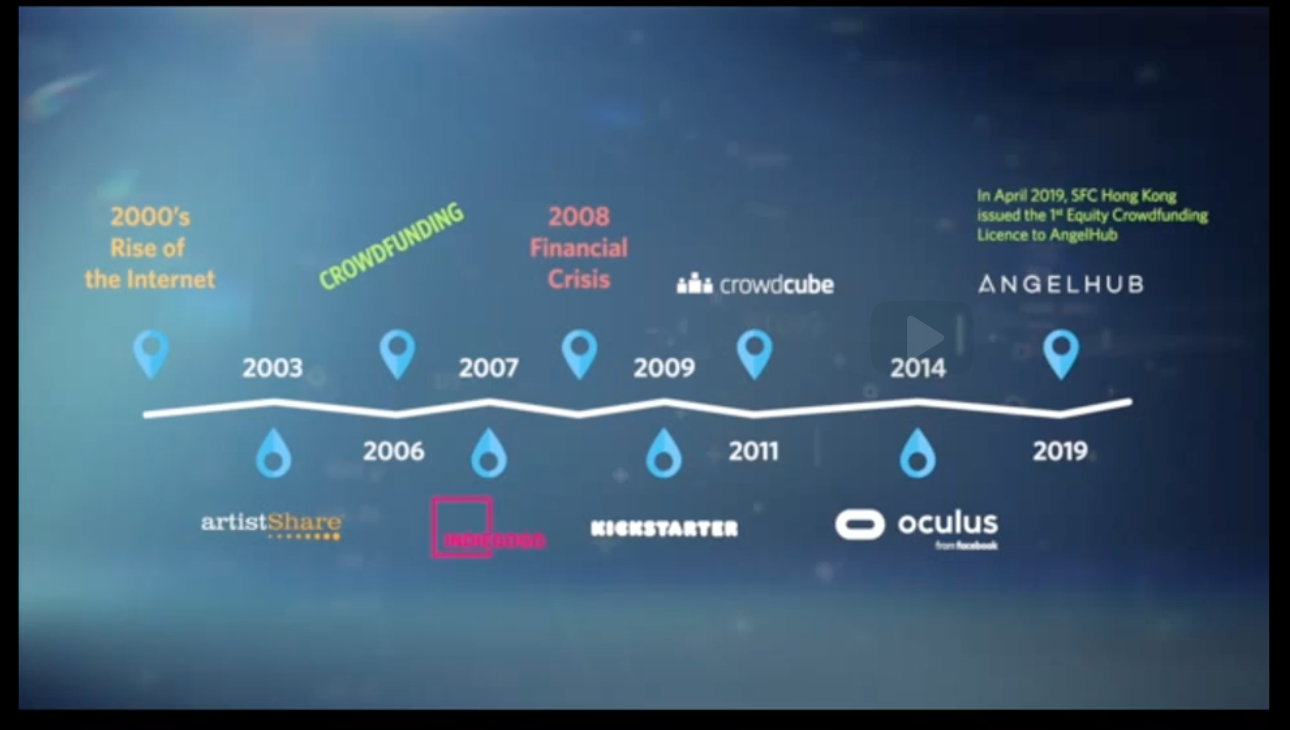 2000's
Rise of
the Internet
2003
artistShare
CROWDFUNDING
2006
2007
INDIEGOGO
2008
Financial
Crisis
2009
KICKSTARTER
crowdcube
2011
2014
oculus
from facebook
In April 2019, SFC Hong Kong
issued the 1st Equity Crowdfunding
Licence to AngelHub
ANGELHUB
2019